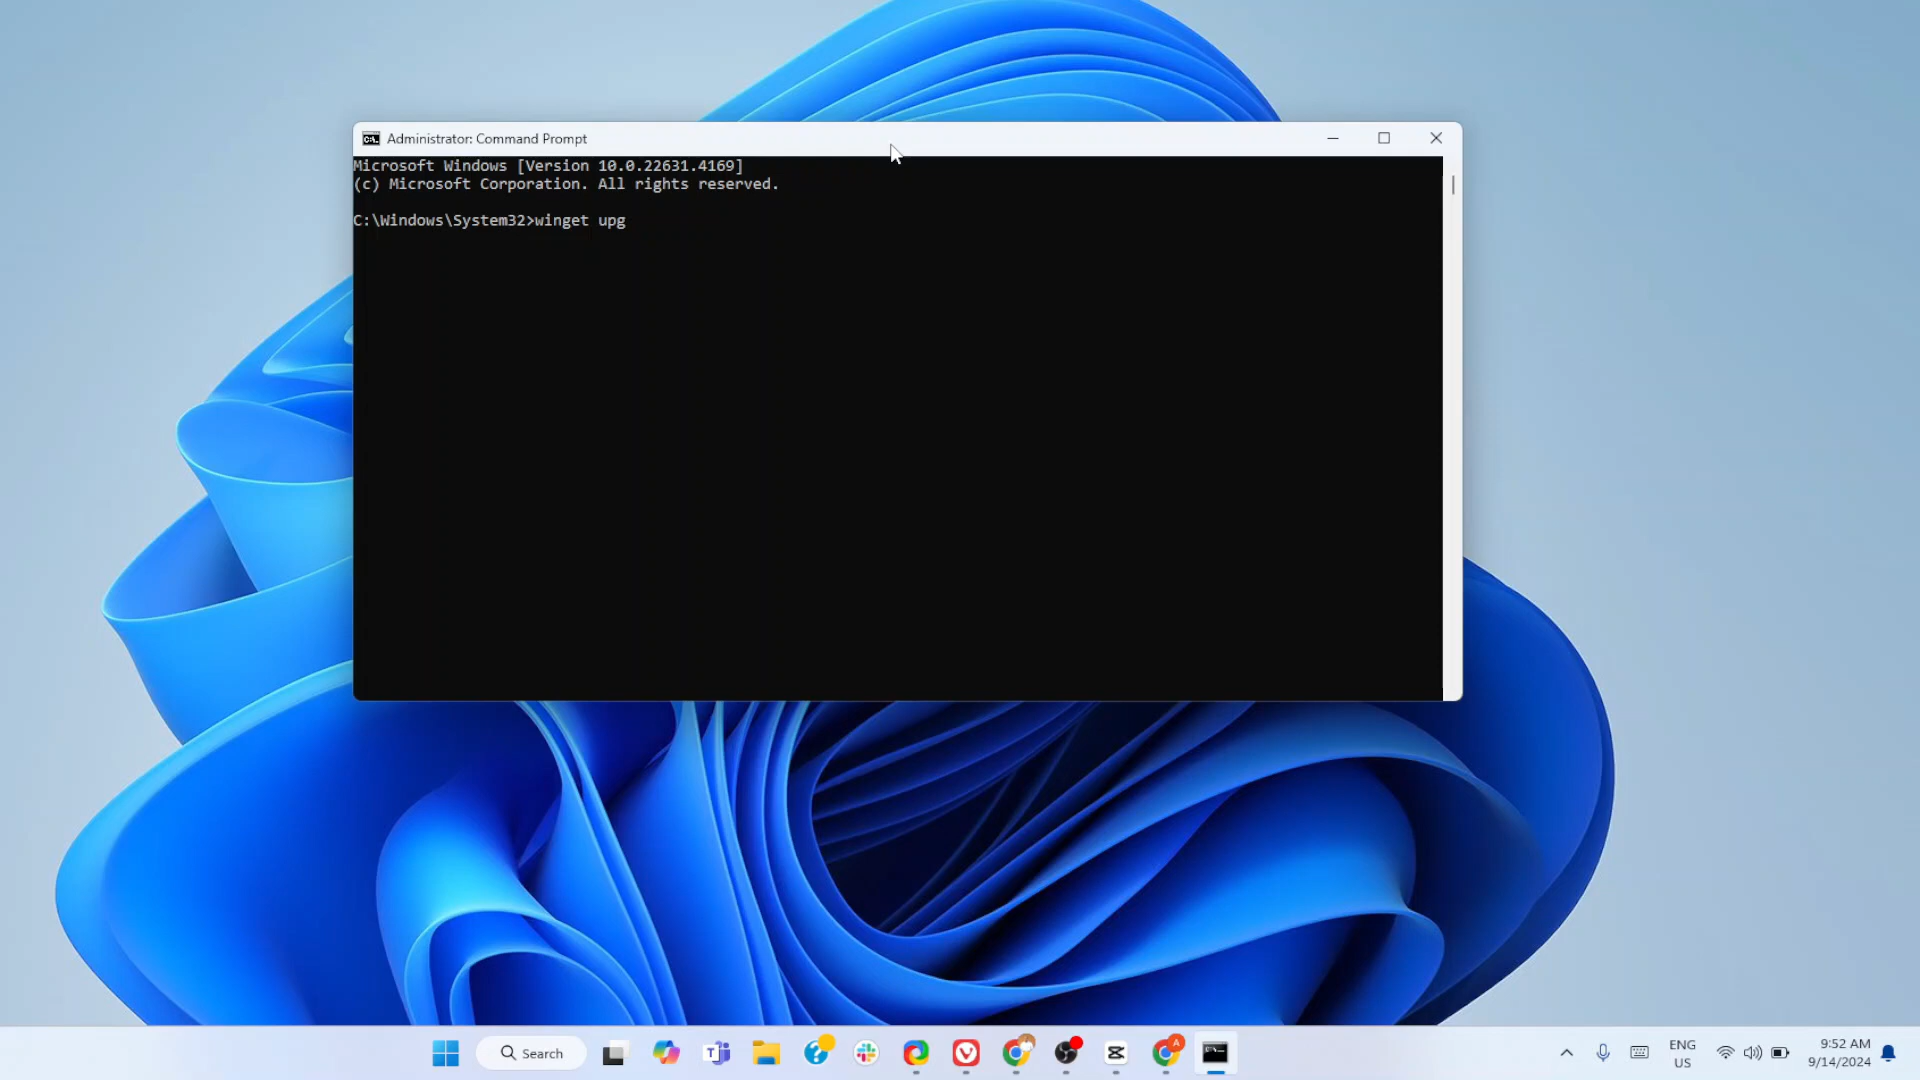 Administrator: Command Prompt
Microsoft Windows [Version 10.0.22631.4169]
(c) Microsoft Corporation. All rights reserved.
C:\Windows\System32>winget upg
Search
A
ENG
US
9:52 AM
9/14/2024